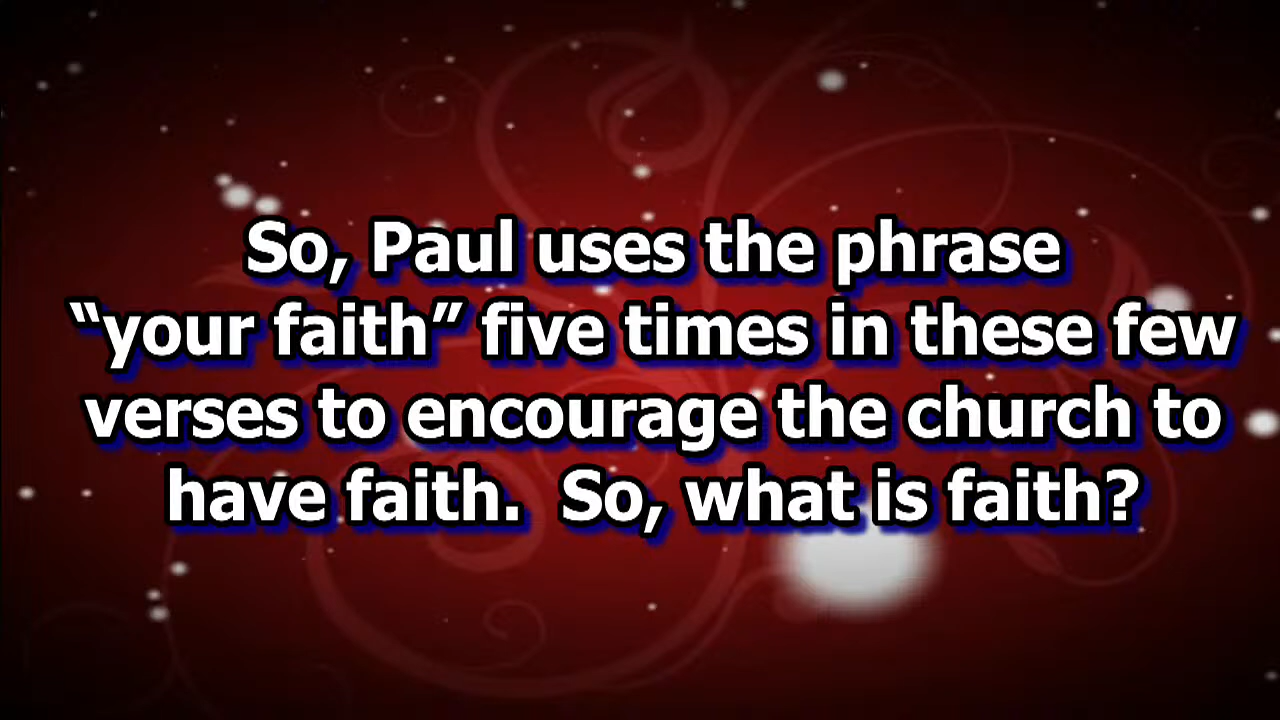 So, Paul uses the phrase
“your faith” five times in these few
verses to encourage the church to
have faith.  So, what is faith?